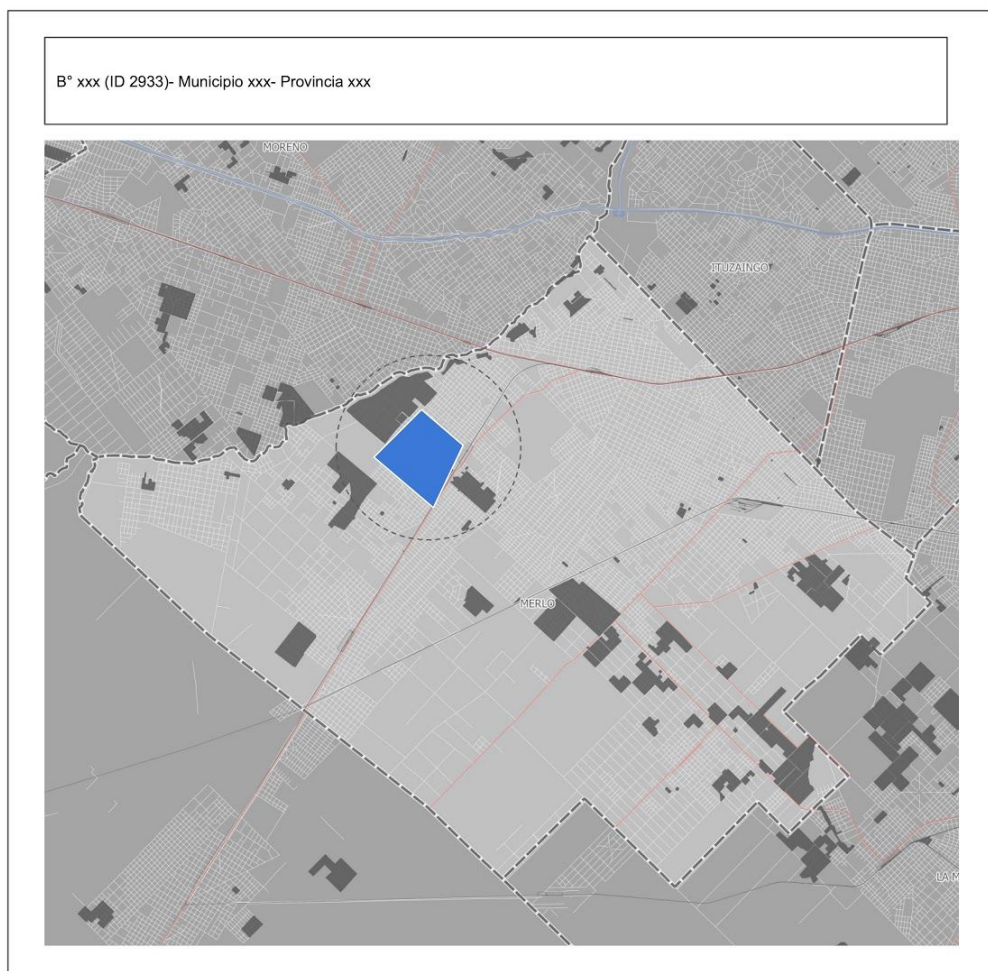 B° xxx (ID 2933)- Municipio xxx- Provincia xxx
MORENO
ITUZAINGO
MERLO
LA M